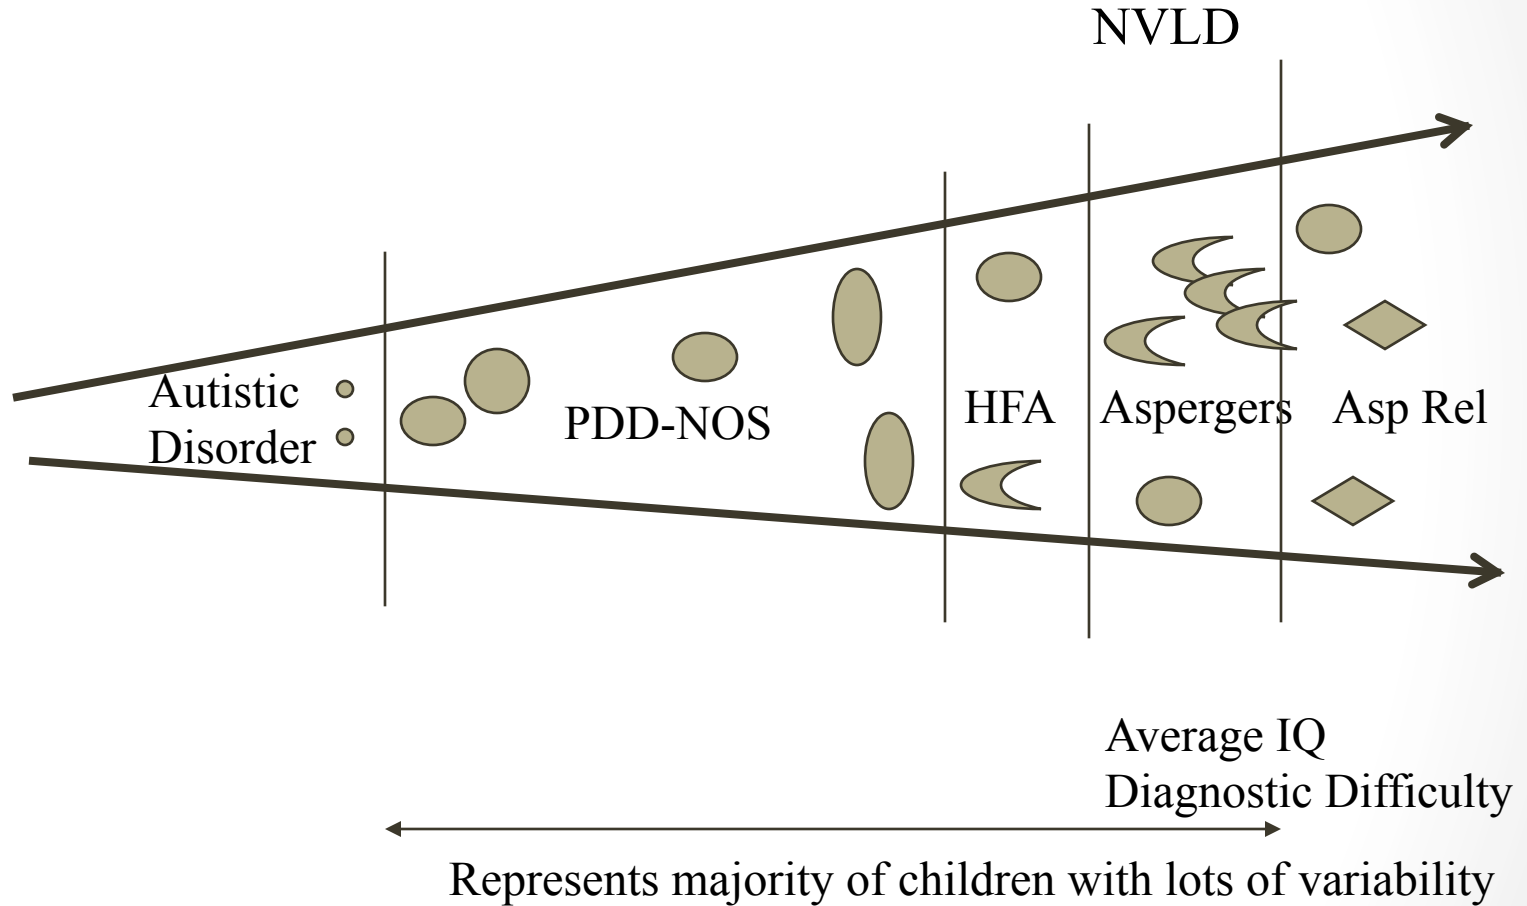 NVLD
Autistic
Disorder
PDD-NOS
HFA
Aspergers
Asp Rel
Average IQ
Diagnostic Difficulty
Represents majority of children with lots of variability